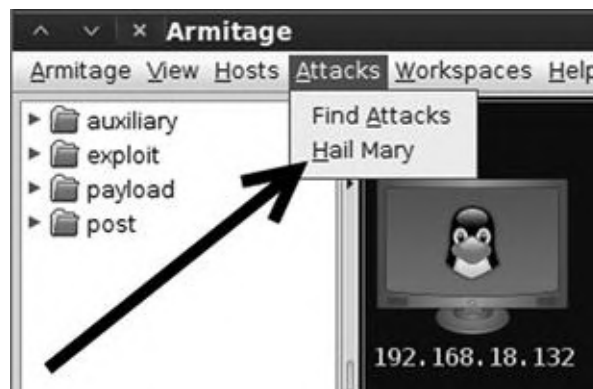 Armitage
Armitage View Hosts Attacks Workspaces Help
auxiliary
exploit
payload
post
Find Attacks
Hail Mary
192.168.18.132